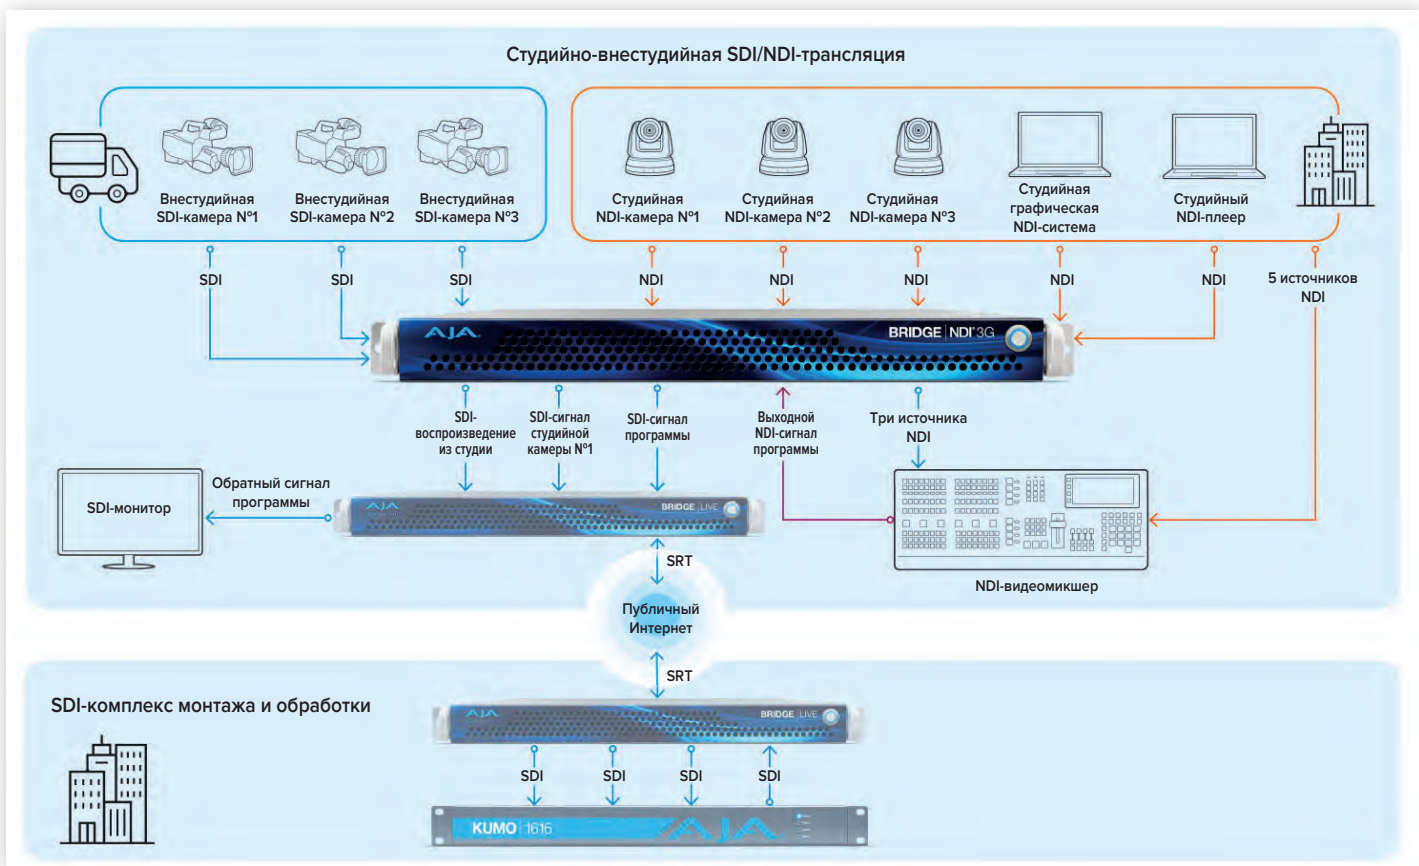 Студийно-внестудийная SDI/NDI-трансляция
Внестудийная
SDI-камера №1
Внестудийная
SDI-камера №2
Внестудийная
SDI-камера №3
Студийная
NDI-камера №1
Студийная
NDI-камера №2
Студийная
NDI-камера №3
Студийная
графическая
NDI-система
Студийный
NDI-плеер
SDI
SDI
SDI
NDI
NDI
NDI
NDI
NDI
5 источников
NDI
AJA
BRIDGE | NDI 3G
SDI-
воспроизведение
из студии
SDI-сигнал
студийной
камеры №1
SDI-сигнал
программы
Выходной
NDI-сигнал
программы
Три источника
NDI
SDI-монитор
Обратный сигнал
программы
AJA
BRIDGE | LIVE
NDI-видеомикшер
SRT
Публичный
Интернет
SRT
SDI-комплекс монтажа и обработки
AJA
BRIDGE | LIVE
SDI
SDI
SDI
SDI
KUMO | 1616
AJA